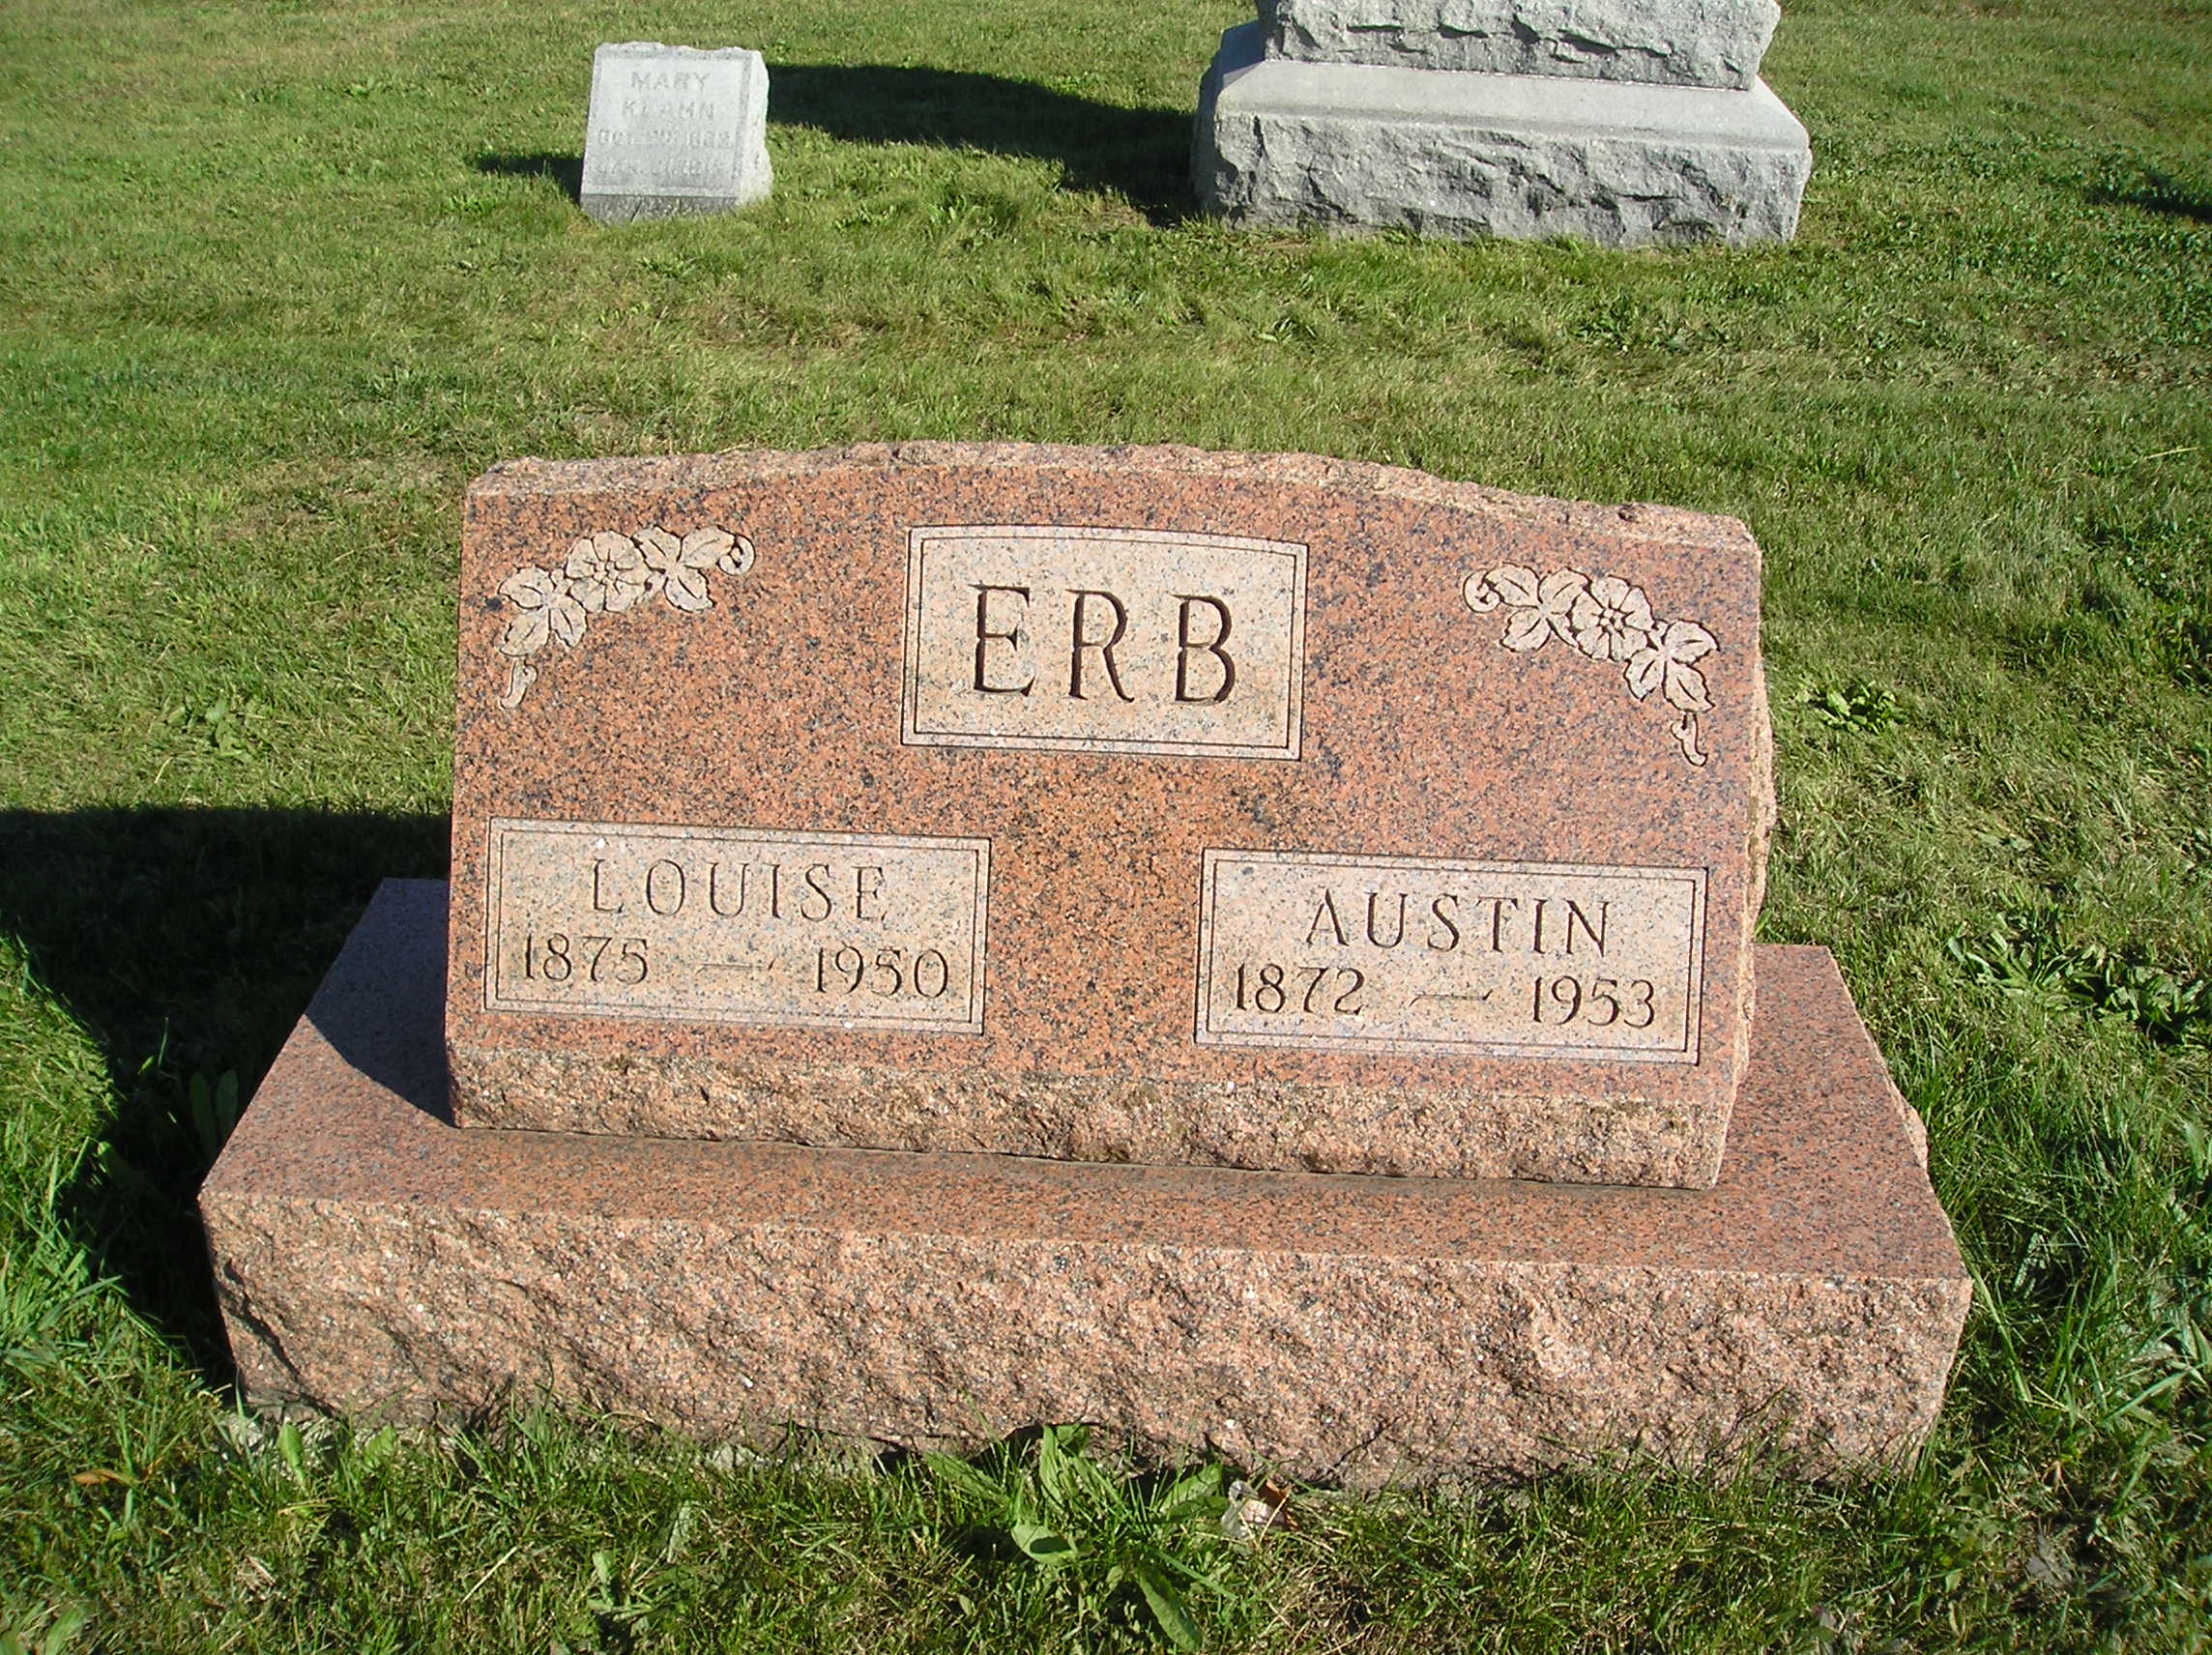 MARY
KLAHN
ERB
LOUISE
1875 — 1950
AUSTIN
1872 — 1953